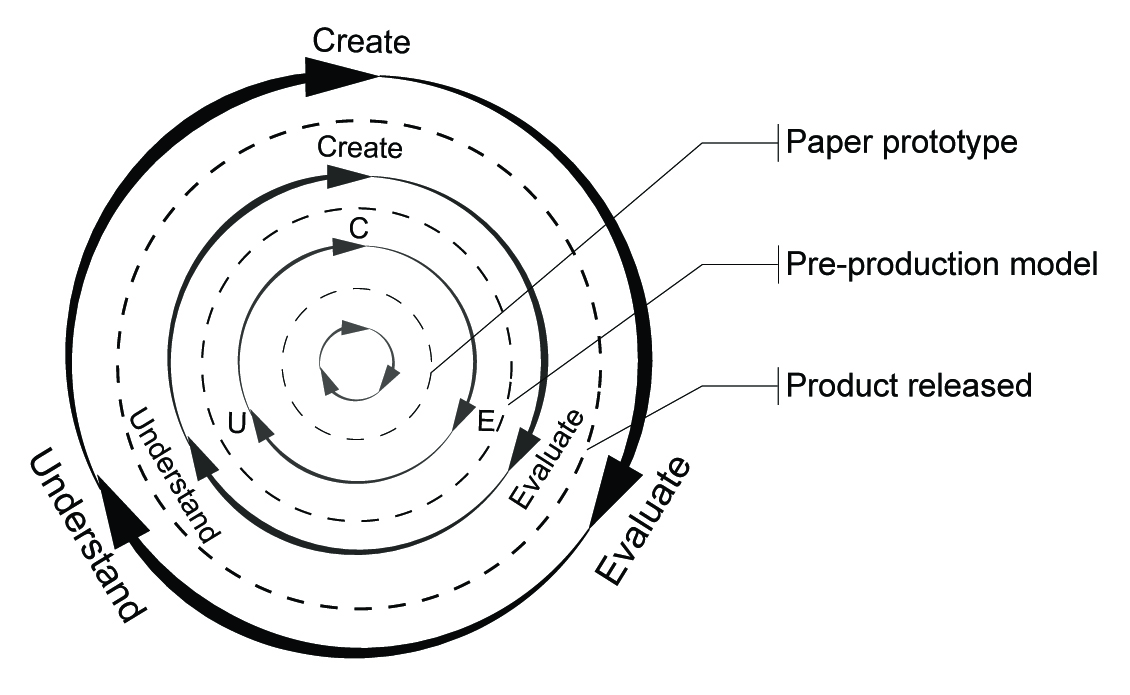 Create
Create
C
Paper prototype
Pre-production model
Product released
U
E
Understand
Evaluate
Understand
Evaluate